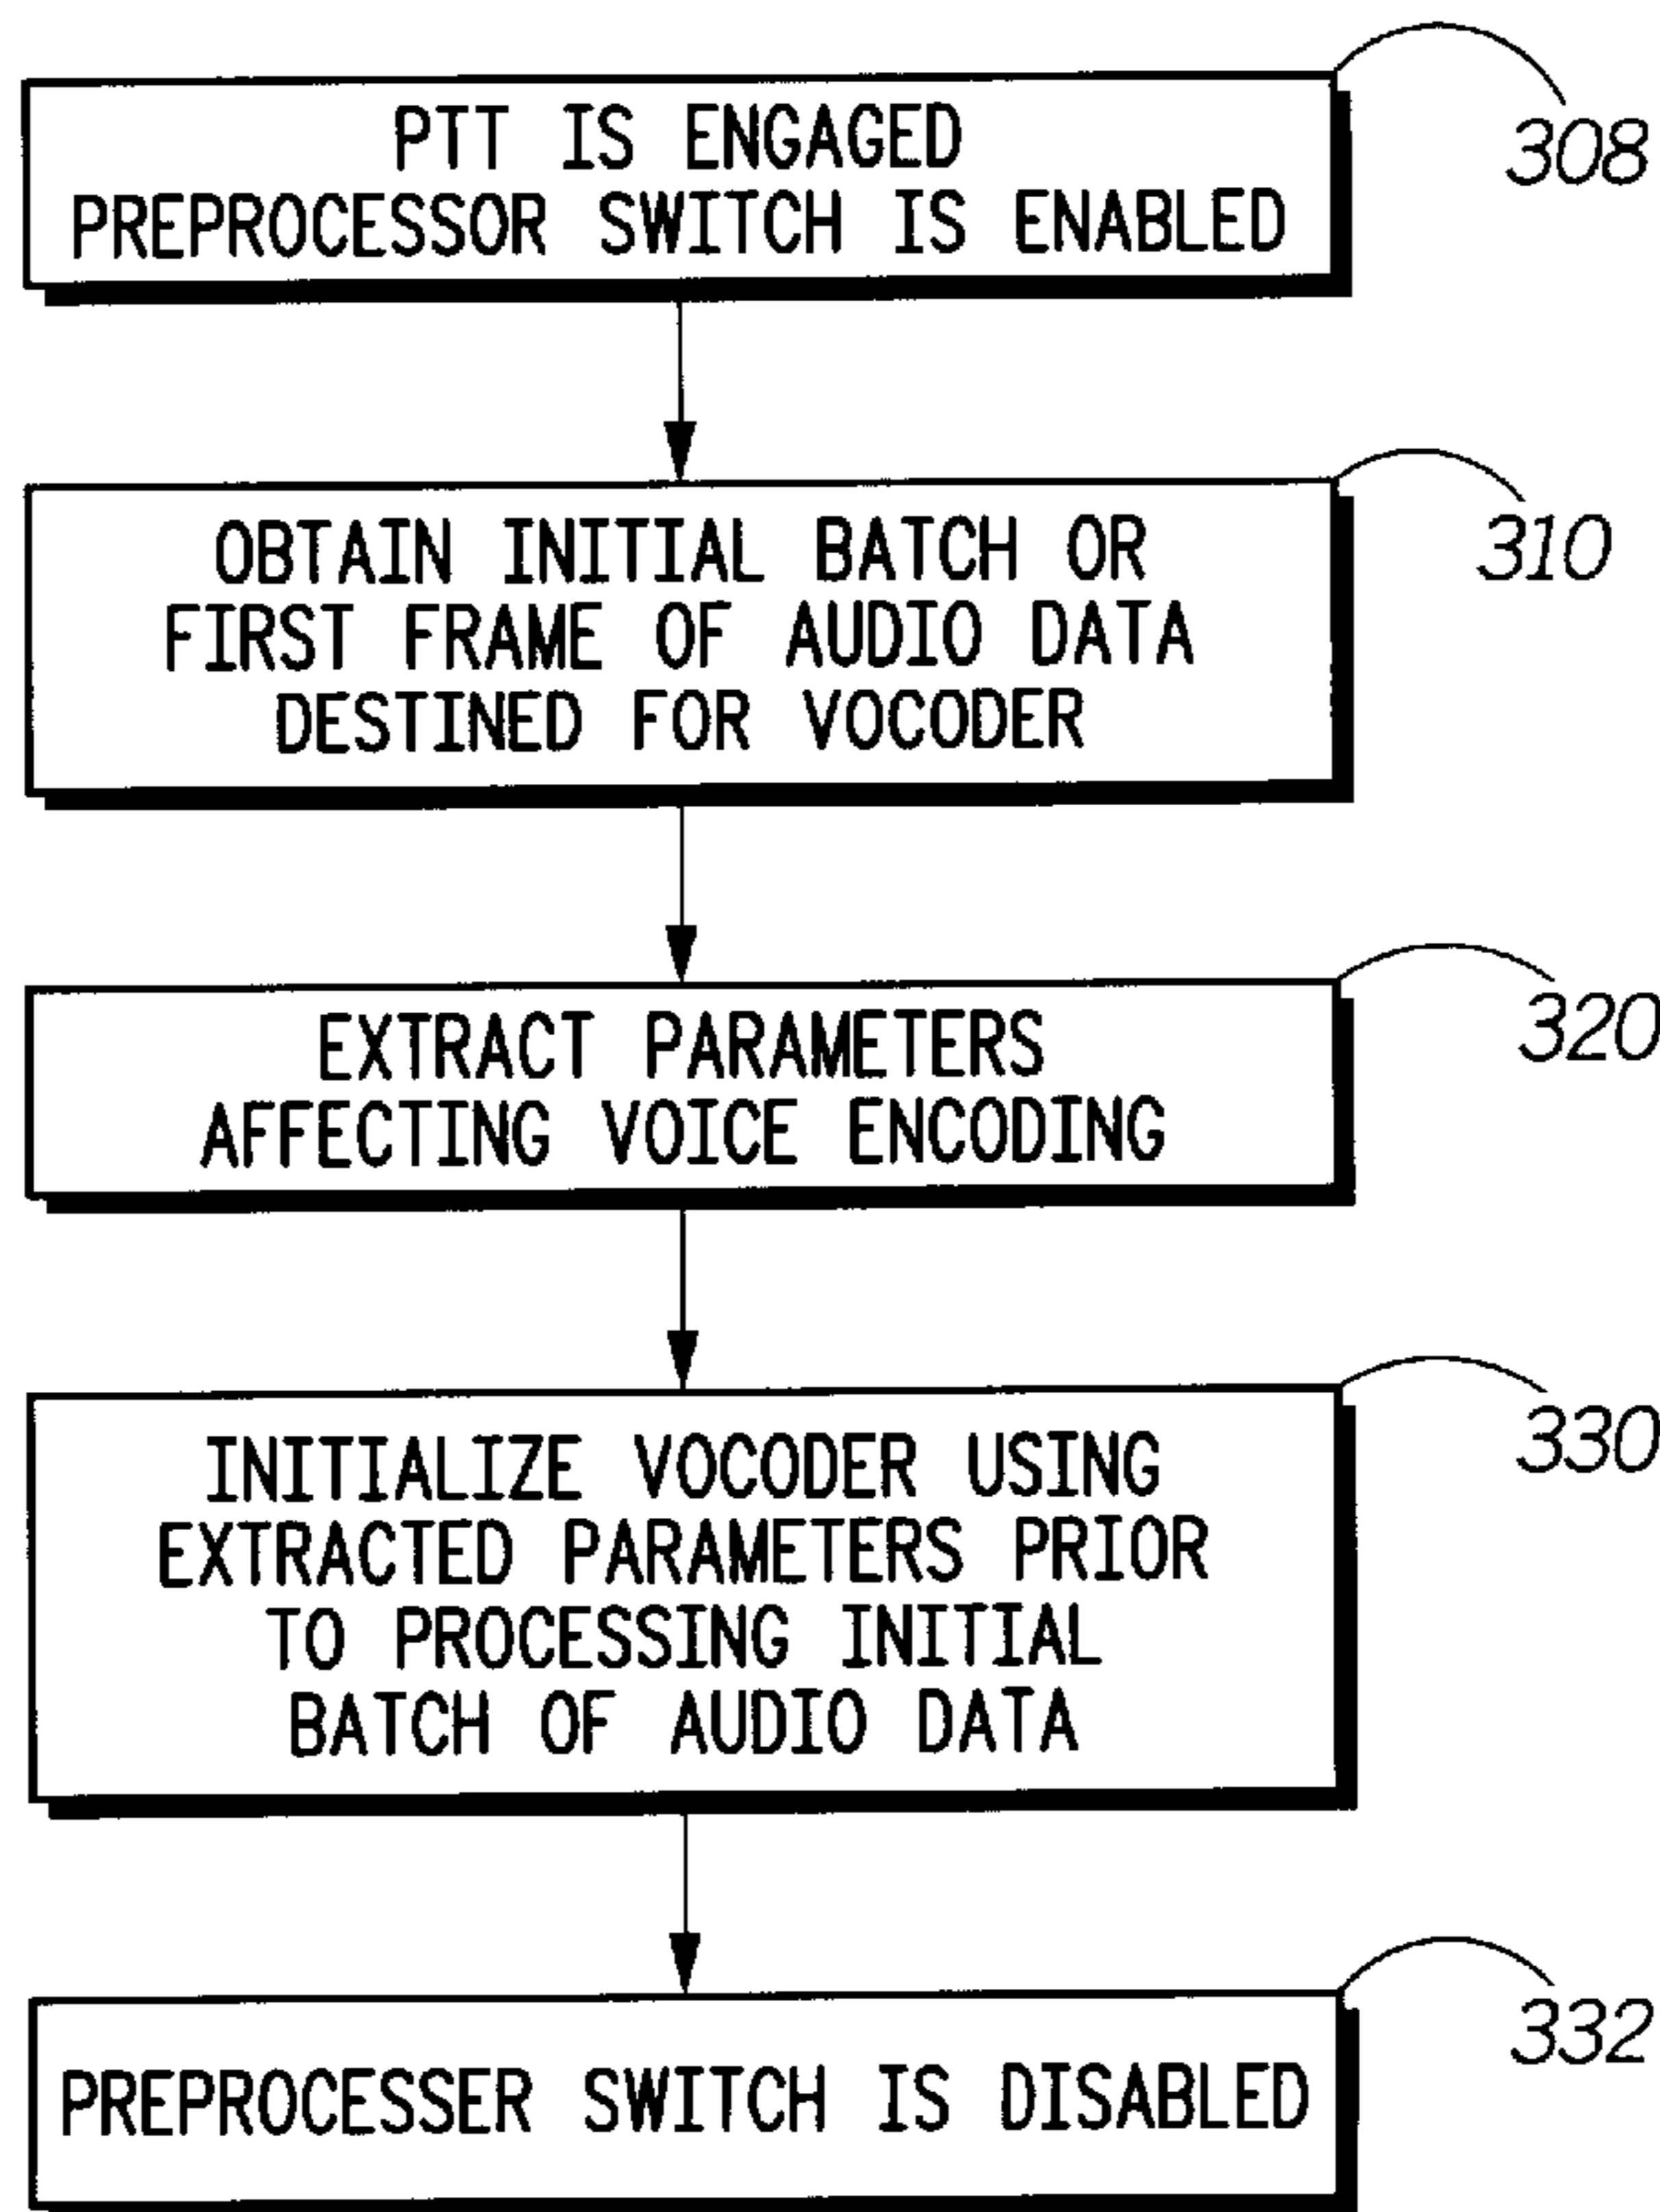 PTT IS ENGAGED
PREPROCESSOR SWITCH IS ENABLED
308
OBTAIN INITIAL BATCH OR
FIRST FRAME OF AUDIO DATA
DESTINED FOR VOCODER
310
EXTRACT PARAMETERS
AFFECTING VOICE ENCODING
320
INITIALIZE VOCODER USING
EXTRACTED PARAMETERS PRIOR
TO PROCESSING INITIAL
BATCH OF AUDIO DATA
330
PREPROCESSER SWITCH IS DISABLED
332